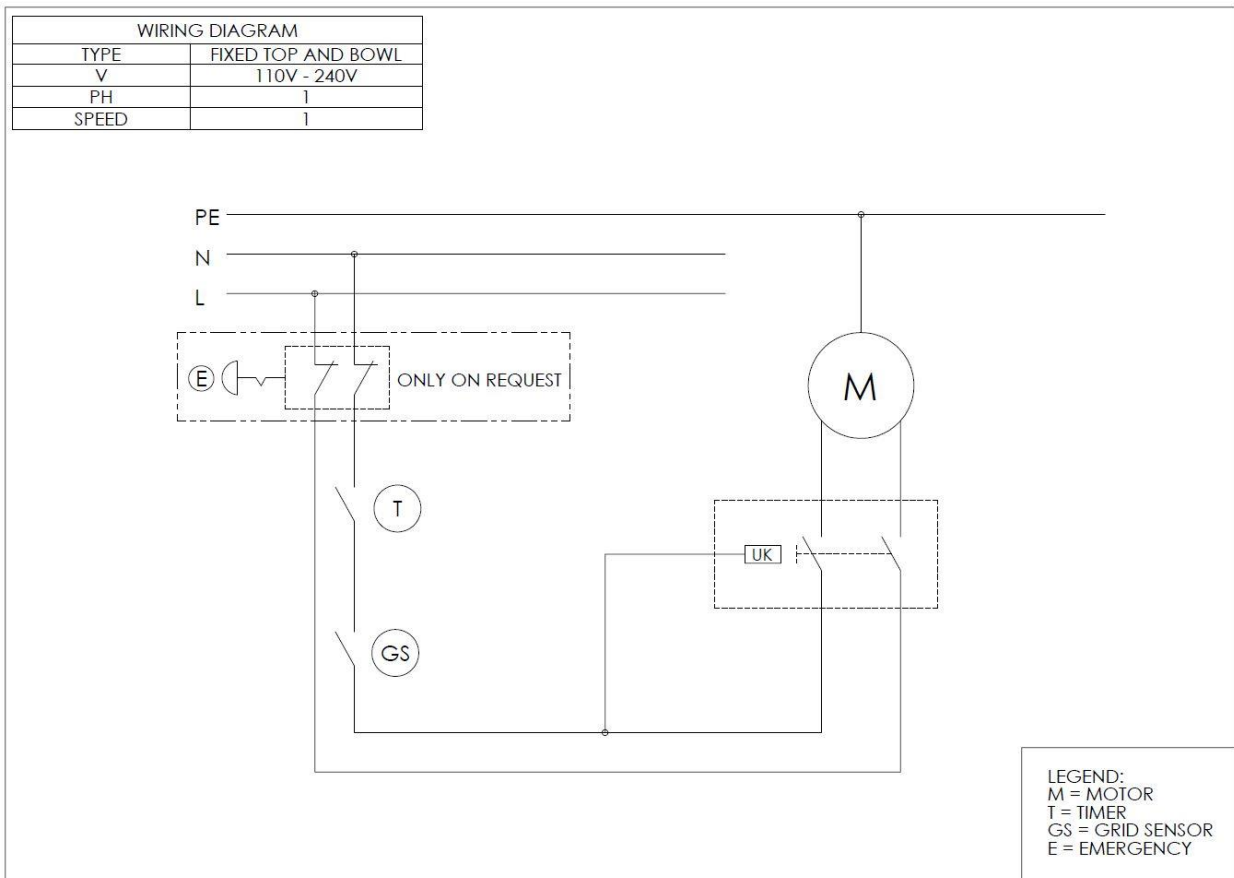 WIRING DIAGRAM
TYPE FIXED TOP AND BOWL
V 110V - 240V
PH 1
SPEED 1
PE
N
L
E ONLY ON REQUEST
M
T
UK
GS
LEGEND:
M = MOTOR
T = TIMER
GS = GRID SENSOR
E = EMERGENCY